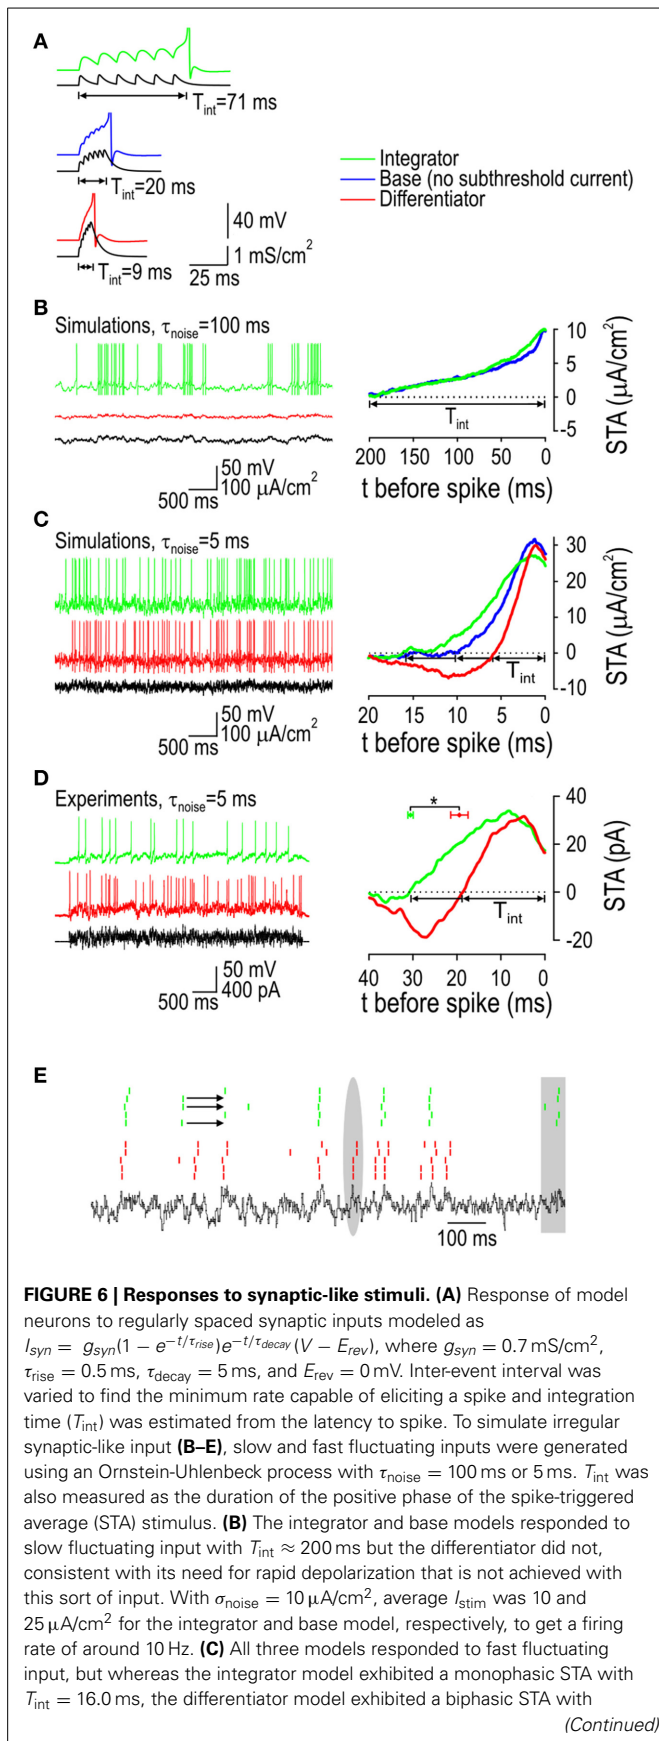 A
T_int=71 ms
T_int=20 ms
T_int=9 ms
40 mV
1 mS/cm²
25 ms
Integrator
Base (no subthreshold current)
Differentiator
B
Simulations, τ_noise=100 ms
50 mV
100 μA/cm²
500 ms
10
5
0
-5
STA (μA/cm²)
T_int
200 150 100 50 0
t before spike (ms)
C
Simulations, τ_noise=5 ms
50 mV
100 μA/cm²
500 ms
30
20
10
0
-10
STA (μA/cm²)
T_int
20 15 10 5 0
t before spike (ms)
D
Experiments, τ_noise=5 ms
50 mV
400 pA
500 ms
*
40
20
0
-20
STA (pA)
T_int
40 30 20 10 0
t before spike (ms)
E
100 ms
FIGURE 6 | Responses to synaptic-like stimuli. (A) Response of model
neurons to regularly spaced synaptic inputs modeled as
I_syn = g_syn(1 − e^{−t/τ_rise})e^{−t/τ_decay}(V − E_rev), where g_syn = 0.7 mS/cm²,
τ_rise = 0.5 ms, τ_decay = 5 ms, and E_rev = 0 mV. Inter-event interval was
varied to find the minimum rate capable of eliciting a spike and integration
time (T_int) was estimated from the latency to spike. To simulate irregular
synaptic-like input (B–E), slow and fast fluctuating inputs were generated
using an Ornstein-Uhlenbeck process with τ_noise = 100 ms or 5 ms. T_int was
also measured as the duration of the positive phase of the spike-triggered
average (STA) stimulus. (B) The integrator and base models responded to
slow fluctuating input with T_int ≈ 200 ms but the differentiator did not,
consistent with its need for rapid depolarization that is not achieved with
this sort of input. With σ_noise = 10 μA/cm², average I_stim was 10 and
25 μA/cm² for the integrator and base model, respectively, to get a firing
rate of around 10 Hz. (C) All three models responded to fast fluctuating
input, but whereas the integrator model exhibited a monophasic STA with
T_int = 16.0 ms, the differentiator model exhibited a biphasic STA with
(Continued)